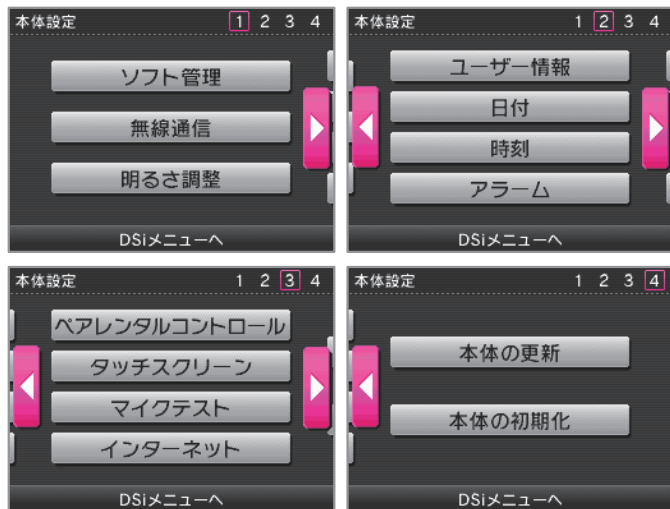 本体設定 1 2 3 4
ソフト管理
無線通信
明るさ調整
DSiメニューへ
本体設定 1 2 3 4
ユーザー情報
日付
時刻
アラーム
DSiメニューへ
本体設定 1 2 3 4
ペアレンタルコントロール
タッチスクリーン
マイクテスト
インターネット
DSiメニューへ
本体設定 1 2 3 4
本体の更新
本体の初期化
DSiメニューへ